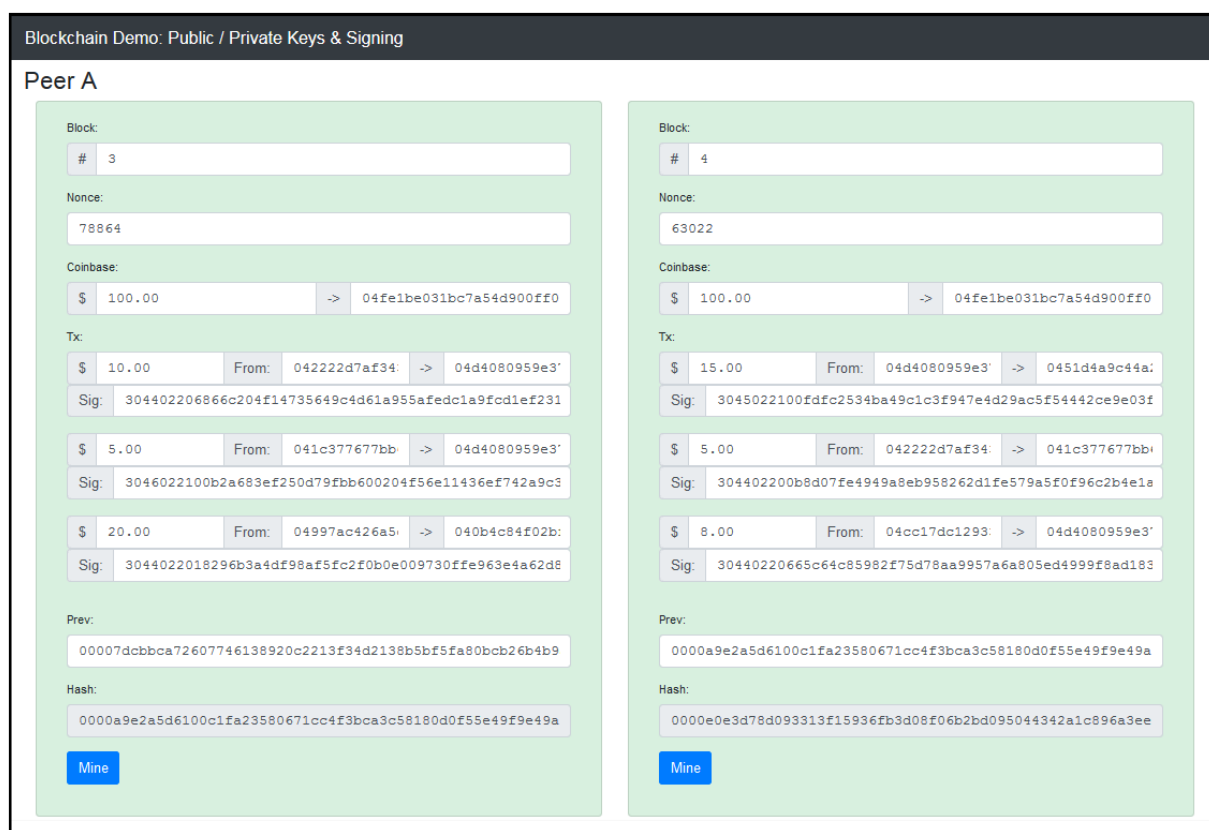 Blockchain Demo: Public / Private Keys & Signing
Peer A
Block:
# 3
Nonce:
78864
Coinbase:
$ 100.00 -> 04fe1be031bc7a54d900ff0
Tx:
$ 10.00 From: 042222d7af34 -> 04d4080959e3
Sig: 304402206866c204f14735649c4d61a955afedc1a9fcd1ef231
$ 5.00 From: 041c377677bb -> 04d4080959e3
Sig: 3046022100b2a683ef250d79fbb600204f56e11436ef742a9c3
$ 20.00 From: 04997ac426a5 -> 040b4c84f02b
Sig: 3044022018296b3a4df98af5fc2f0b0e009730ffe963e4a62d8
Prev:
00007dcbbca72607746138920c2213f34d2138b5bf5fa80bcb26b4b9
Hash:
0000a9e2a5d6100c1fa23580671cc4f3bca3c58180d0f55e49f9e49a
Mine
Block:
# 4
Nonce:
63022
Coinbase:
$ 100.00 -> 04fe1be031bc7a54d900ff0
Tx:
$ 15.00 From: 04d4080959e3 -> 0451d4a9c44a
Sig: 3045022100fdfc2534ba49c1c3f947e4d29ac5f54442ce9e03f
$ 5.00 From: 042222d7af34 -> 041c377677bb
Sig: 304402200b8d07fe4949a8eb958262d1fe579a5f0f96c2b4e1a
$ 8.00 From: 04cc17dc1293 -> 04d4080959e3
Sig: 30440220665c64c85982f75d78aa9957a6a805ed4999f8ad183
Prev:
0000a9e2a5d6100c1fa23580671cc4f3bca3c58180d0f55e49f9e49a
Hash:
0000e0e3d78d093313f15936fb3d08f06b2bd095044342a1c896a3ee
Mine